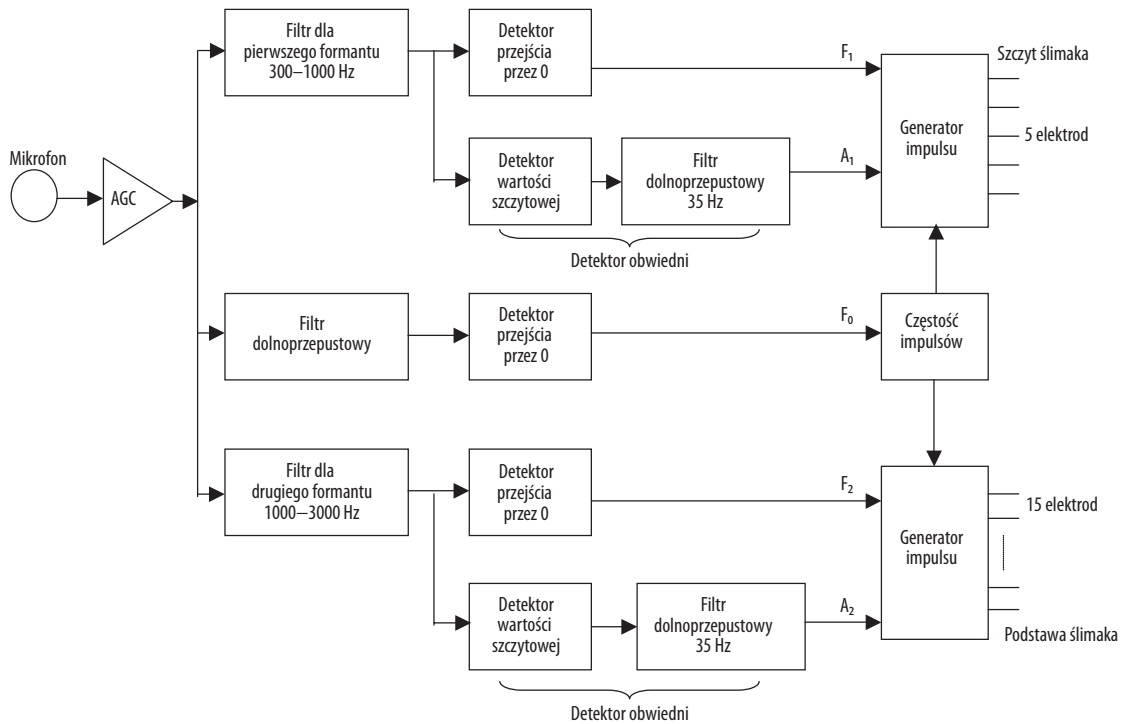 Filtr dla
pierwszego formantu
300–1000 Hz
Detektor
przejścia
przez 0
F₁
Szczyt ślimaka
Generator
impulsu
5 elektrod
Mikrofon
AGC
Detektor
wartości
szczytowej
Filtr
dolnoprzepustowy
35 Hz
A₁
Detektor obwiedni
Filtr
dolnoprzepustowy
Detektor
przejścia
przez 0
F₀
Częstość
impulsów
Filtr dla
drugiego formantu
1000–3000 Hz
Detektor
przejścia
przez 0
F₂
15 elektrod
Generator
impulsu
Detektor
wartości
szczytowej
Filtr
dolnoprzepustowy
35 Hz
A₂
Podstawa ślimaka
Detektor obwiedni